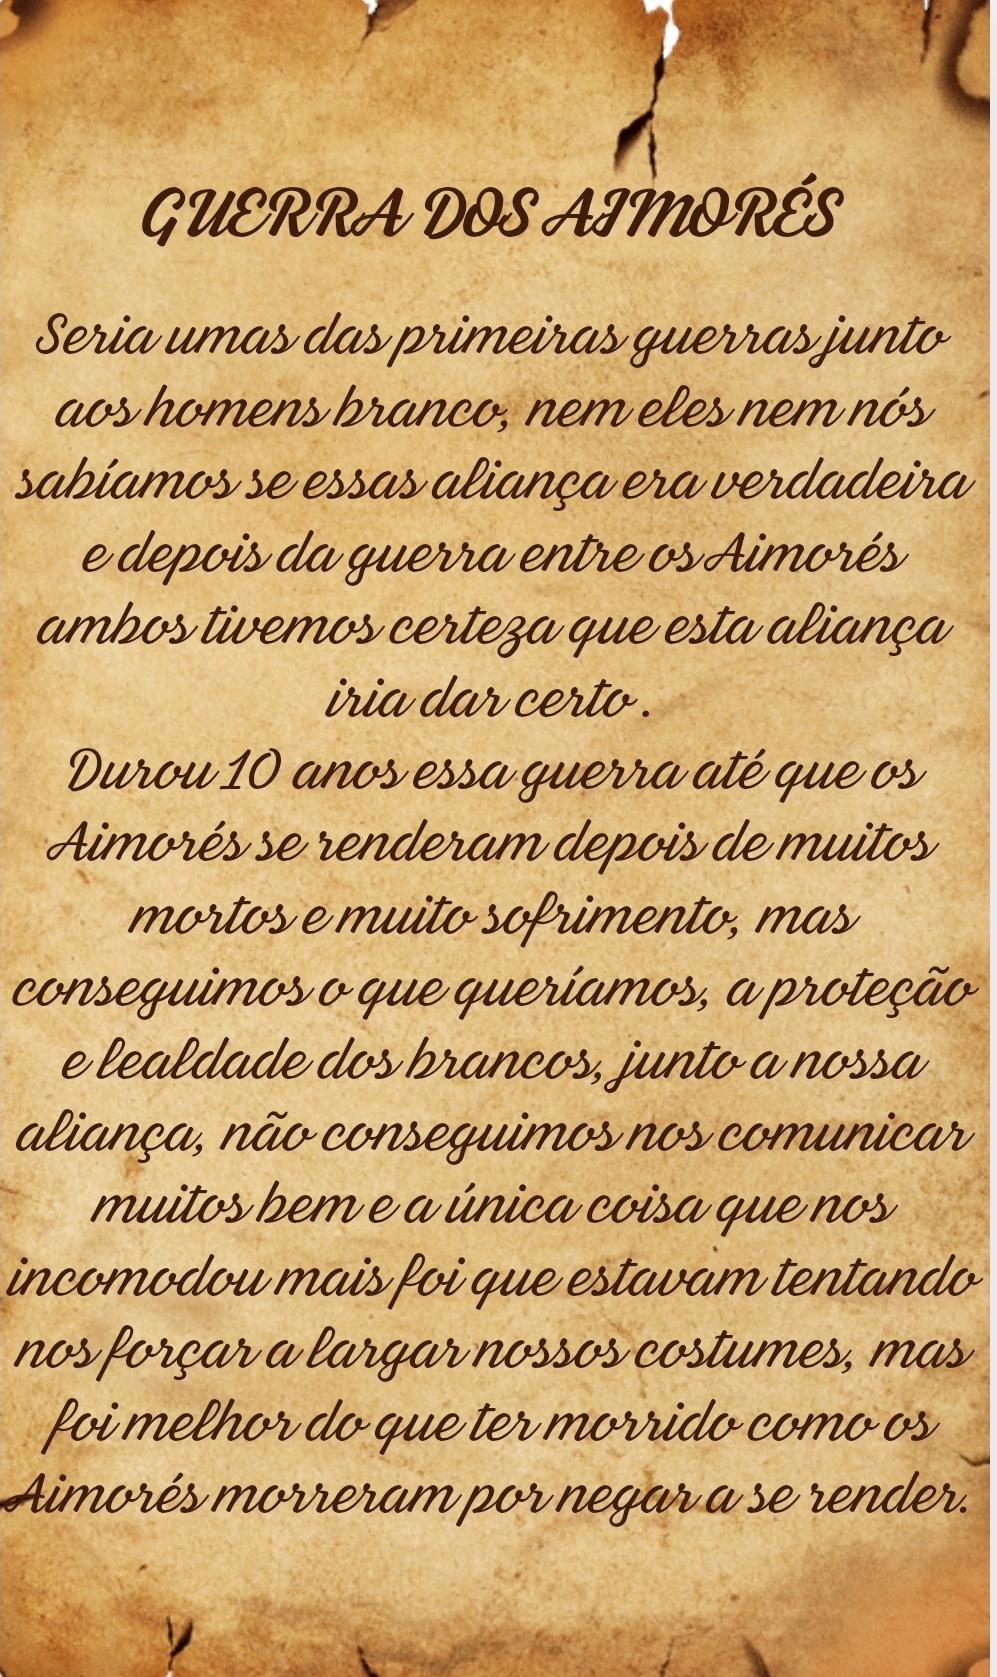 GUERRA DOS AIMORÉS
Seria umas das primeiras guerras junto
aos homens branco, nem eles nem nós
sabíamos se essas aliança era verdadeira
e depois da guerra entre os Aimorés
ambos tivemos certeza que esta aliança
iria dar certo .
Durou 10 anos essa guerra até que os
Aimorés se renderam depois de muitos
mortos e muito sofrimento, mas
conseguimos o que queríamos, a proteção
e lealdade dos brancos, junto a nossa
aliança, não conseguimos nos comunicar
muitos bem e a única coisa que nos
incomodou mais foi que estavam tentando
nos forçar a largar nossos costumes, mas
foi melhor do que ter morrido como os
Aimorés morreram por negar a se render.